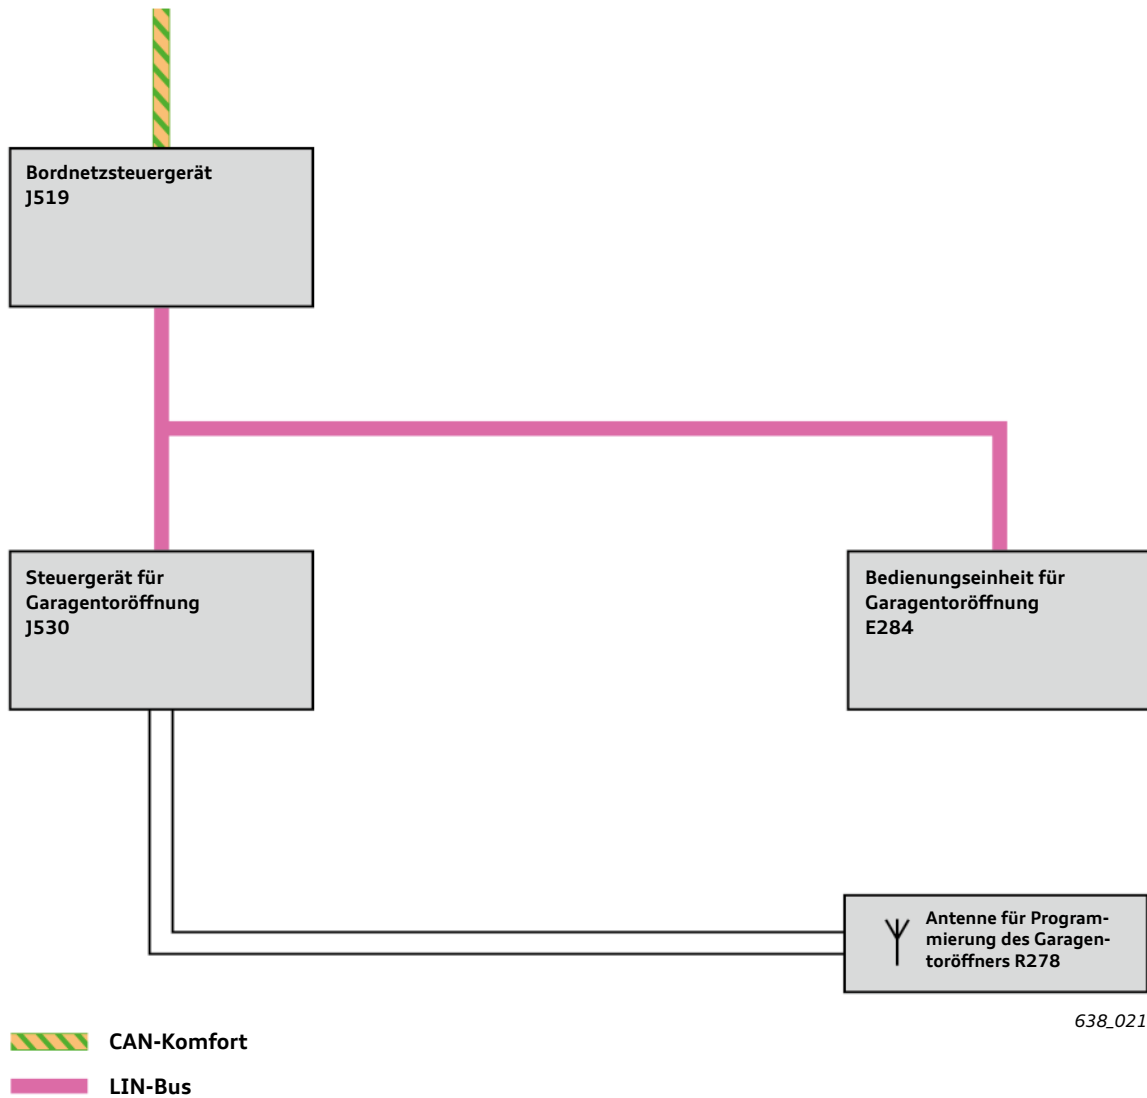 Bordnetzsteuergerät
J519
Steuergerät für
Garagentoröffnung
J530
Bedienungseinheit für
Garagentoröffnung
E284
Antenne für Program-
mierung des Garagen-
toröffners R278
638_021
CAN-Komfort
LIN-Bus